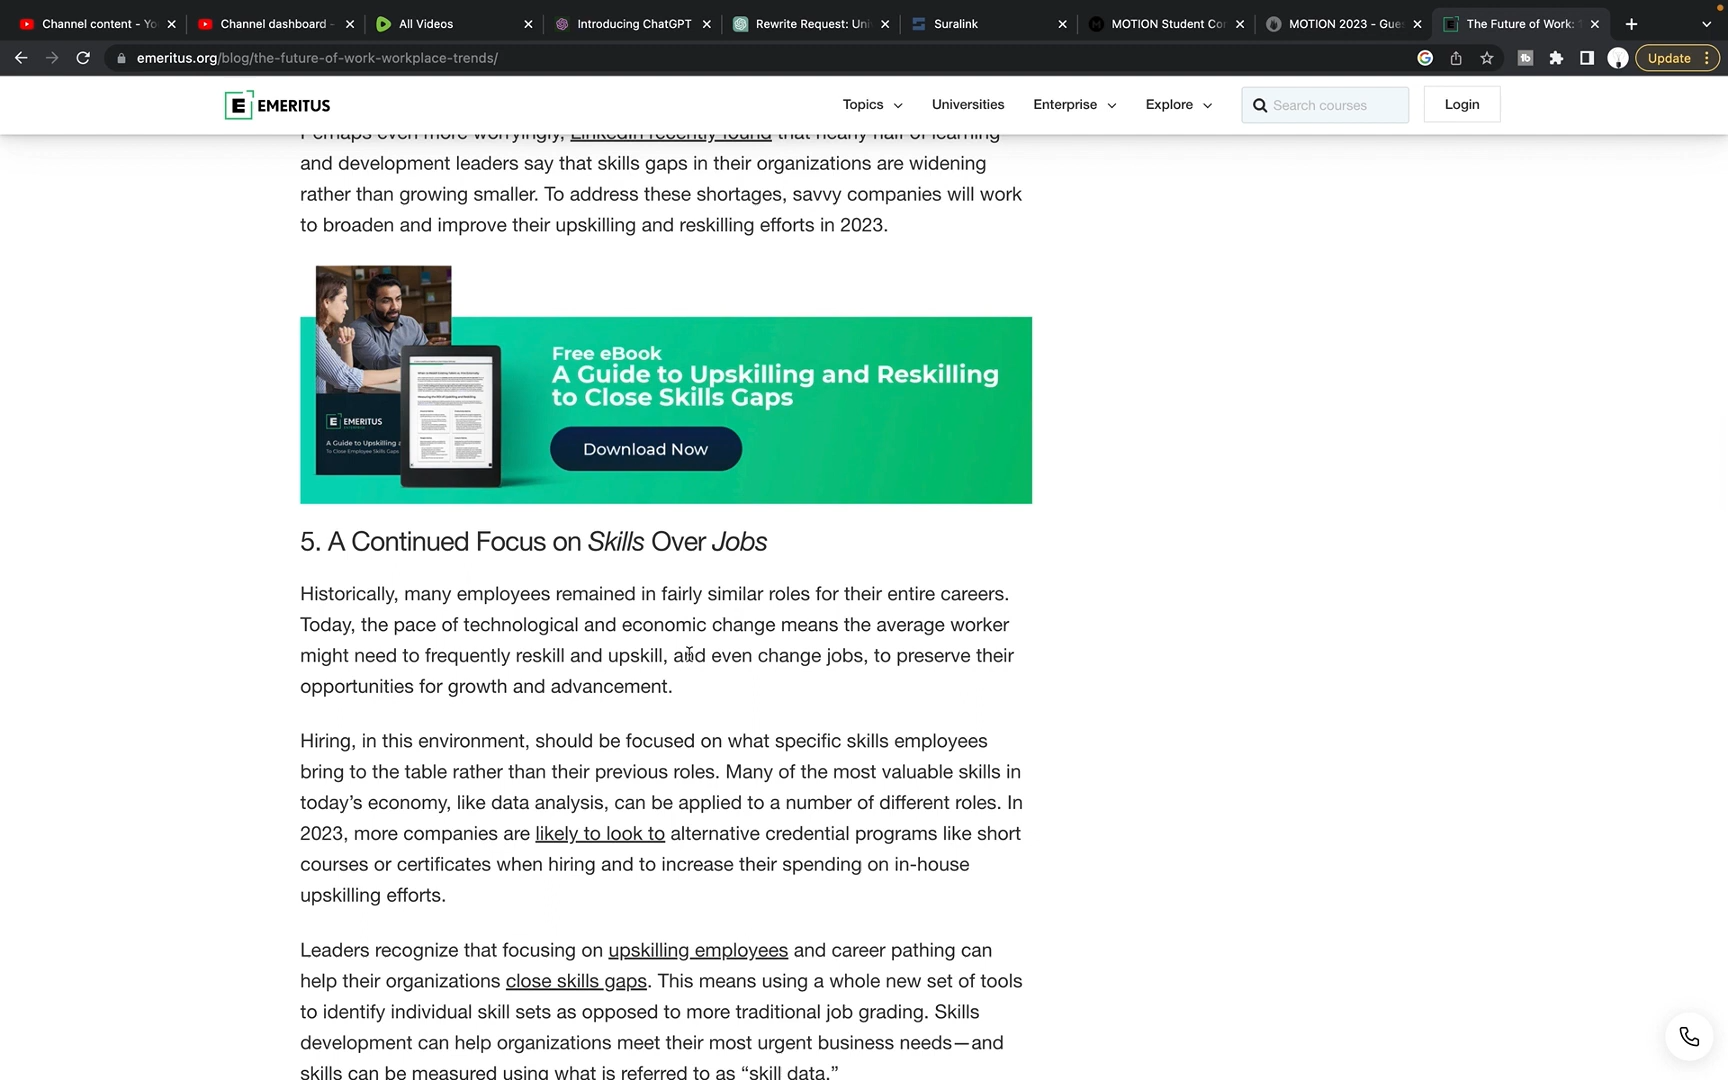 Channel content - Yo
Channel dashboard -
All Videos
Introducing ChatGPT
Rewrite Request: Uni
Suralink
MOTION Student Cor
MOTION 2023 - Gues
The Future of Work:
emeritus.org/blog/the-future-of-work-workplace-trends/
Update
E EMERITUS
Topics
Universities
Enterprise
Explore
Search courses
Login
Perhaps even more worryingly, LinkedIn recently found that nearly half of learning
and development leaders say that skills gaps in their organizations are widening
rather than growing smaller. To address these shortages, savvy companies will work
to broaden and improve their upskilling and reskilling efforts in 2023.
E EMERITUS
A Guide to Upskilling a
To Close Employee Skills Gaps
Free eBook
A Guide to Upskilling and Reskilling
to Close Skills Gaps
Download Now
5. A Continued Focus on Skills Over Jobs
Historically, many employees remained in fairly similar roles for their entire careers.
Today, the pace of technological and economic change means the average worker
might need to frequently reskill and upskill, and even change jobs, to preserve their
opportunities for growth and advancement.
Hiring, in this environment, should be focused on what specific skills employees
bring to the table rather than their previous roles. Many of the most valuable skills in
today’s economy, like data analysis, can be applied to a number of different roles. In
2023, more companies are likely to look to alternative credential programs like short
courses or certificates when hiring and to increase their spending on in-house
upskilling efforts.
Leaders recognize that focusing on upskilling employees and career pathing can
help their organizations close skills gaps. This means using a whole new set of tools
to identify individual skill sets as opposed to more traditional job grading. Skills
development can help organizations meet their most urgent business needs—and
skills can be measured using what is referred to as “skill data.”